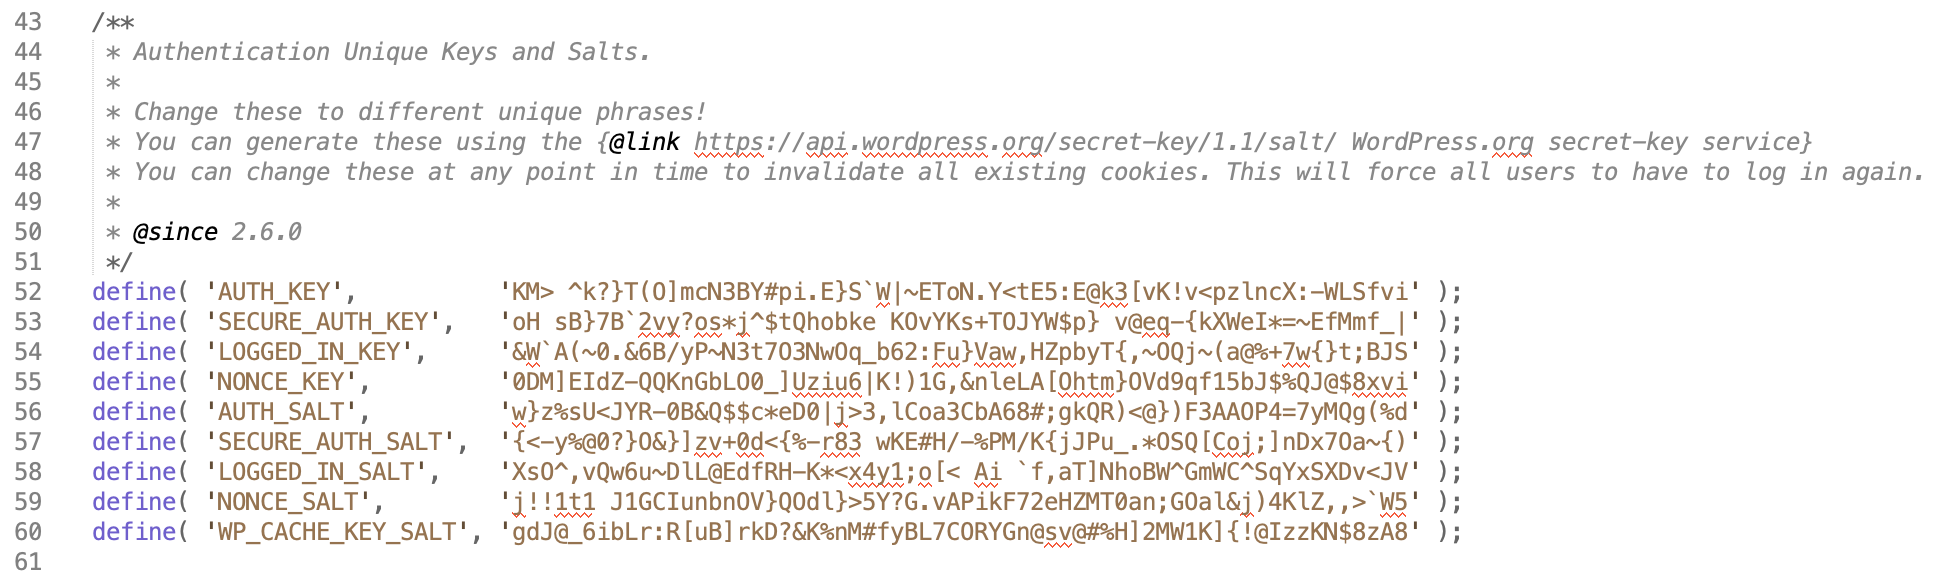 43 /**
44  * Authentication Unique Keys and Salts.
45  *
46  * Change these to different unique phrases!
47  * You can generate these using the {@link https://api.wordpress.org/secret-key/1.1/salt/ WordPress.org secret-key service}
48  * You can change these at any point in time to invalidate all existing cookies. This will force all users to have to log in again.
49  *
50  * @since 2.6.0
51  */
52 define( 'AUTH_KEY',          'KM> ^k?}T(O]mcN3BY#pi.E}S`W|~EToN.Y<tE5:E@k3[vK!v<pzlncX:-WLSfvi' );
53 define( 'SECURE_AUTH_KEY',   'oH sB}7B`2vy?os*j^$tQhobke KOvYKs+TOJYW$p} v@eq-{kXWeI*=~EfMmf_|' );
54 define( 'LOGGED_IN_KEY',     '&W`A(~0.&6B/yP~N3t7O3NwOq_b62:Fu}Vaw,HZpbyT{,~OQj~(a@%+7w{}t;BJS' );
55 define( 'NONCE_KEY',         '0DM]EIdZ-QQKnGbLO0_]Uziu6|K!)1G,&nleLA[Ohtm}OVd9qf15bJ$%QJ@$8xvi' );
56 define( 'AUTH_SALT',         'w}z%sU<JYR-0B&Q$$c*eD0|j>3,lCoa3CbA68#;gkQR)<@})F3AAOP4=7yMQg(%d' );
57 define( 'SECURE_AUTH_SALT',  '{<-y%@0?}O&}]zv+0d<{%-r83 wKE#H/-%PM/K{jJPu_.*OSQ[Coj;]nDx7Oa~{)' );
58 define( 'LOGGED_IN_SALT',    'XsO^,vQw6u~DlL@EdfRH-K*<x4y1;o[< Ai `f,aT]NhoBW^GmWC^SqYxSXDv<JV' );
59 define( 'NONCE_SALT',        'j!!1t1 J1GCIunbnOV}QOdl}>5Y?G.vAPikF72eHZMT0an;GOal&j)4KlZ,,>`W5' );
60 define( 'WP_CACHE_KEY_SALT', 'gdJ@_6ibLr:R[uB]rkD?&K%nM#fyBL7CORYGn@sv@#%H]2MW1K]{!@IzzKN$8zA8' );
61